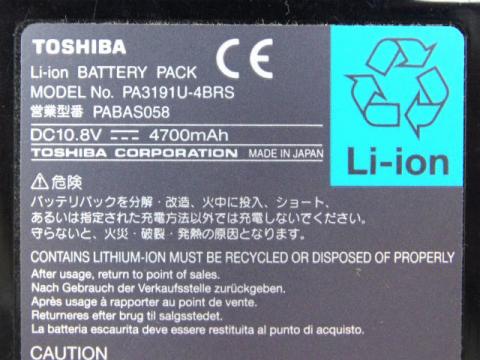 TOSHIBA
Li-ion BATTERY PACK
MODEL No. PA3191U-4BRS
営業型番 PABAS058
DC10.8V ⎓ 4700mAh
TOSHIBA CORPORATION MADE IN JAPAN
CE
Li-ion
⚠危険
バッテリパックを分解・改造、火中に投入、ショート、
あるいは指定された充電方法以外では充電しないでください。
守らないと、火災・破裂・発熱の原因となります。
CONTAINS LITHIUM-ION MUST BE RECYCLED OR DISPOSED OF PROPERLY
After usage, return to point of sales.
Nach Gebrauch der Verkaufsstelle zurückgeben.
Après usage à rapporter au point de vente.
Returneres efter brug til salgsstedet.
La batteria escaurita deve essere restituita al punto di acquisto.
CAUTION